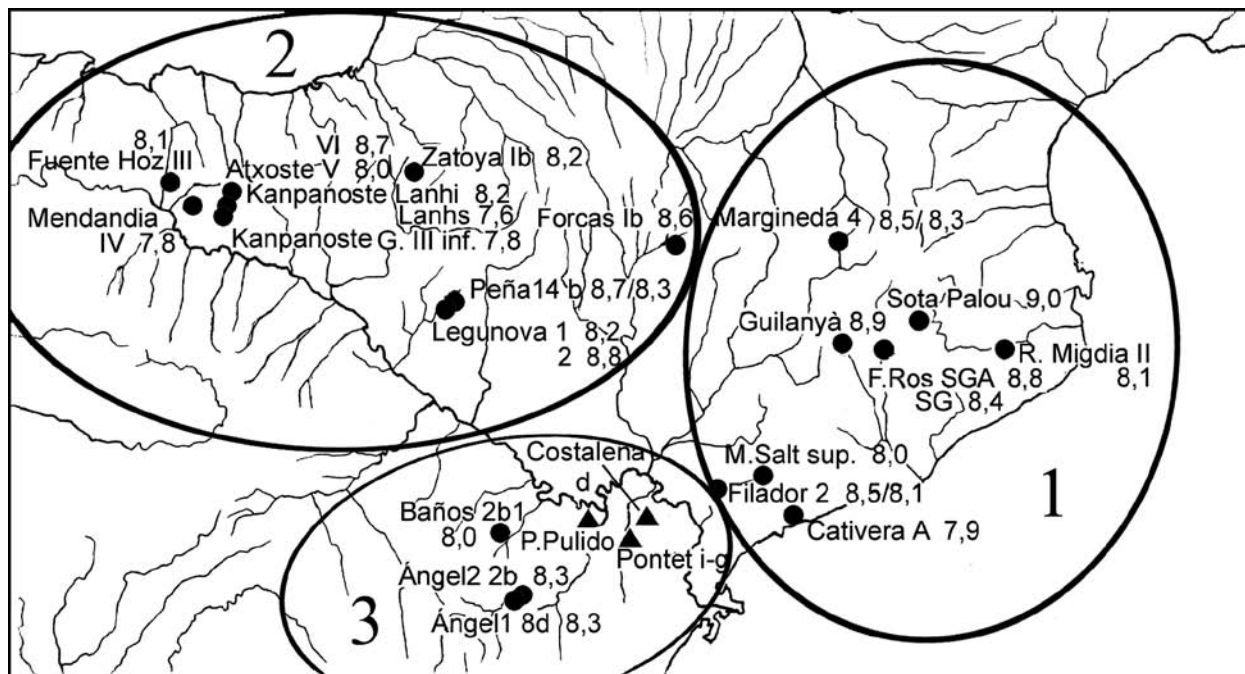 2
8,1
Fuente Hoz III
VI 8,7
Atxoste V 8,0
Zatoya Ib 8,2
Kanpanoste Lanhi 8,2
Lanhs 7,6
Mendandia
IV 7,8
Kanpanoste G. III inf. 7,8
Forcas Ib 8,6
Peña14 b 8,7/8,3
Legunova 1 8,2
2 8,8
Margineda 4 8,5/8,3
Sota Palou 9,0
Guilanyà 8,9
R. Migdia II
8,1
F.Ros SGA 8,8
SG 8,4
M.Salt sup. 8,0
Filador 2 8,5/8,1
Cativera A 7,9
1
Costalena
d
Baños 2b1
8,0
P.Pulido
Pontet i-g
Ángel2 2b 8,3
Ángel1 8d 8,3
3